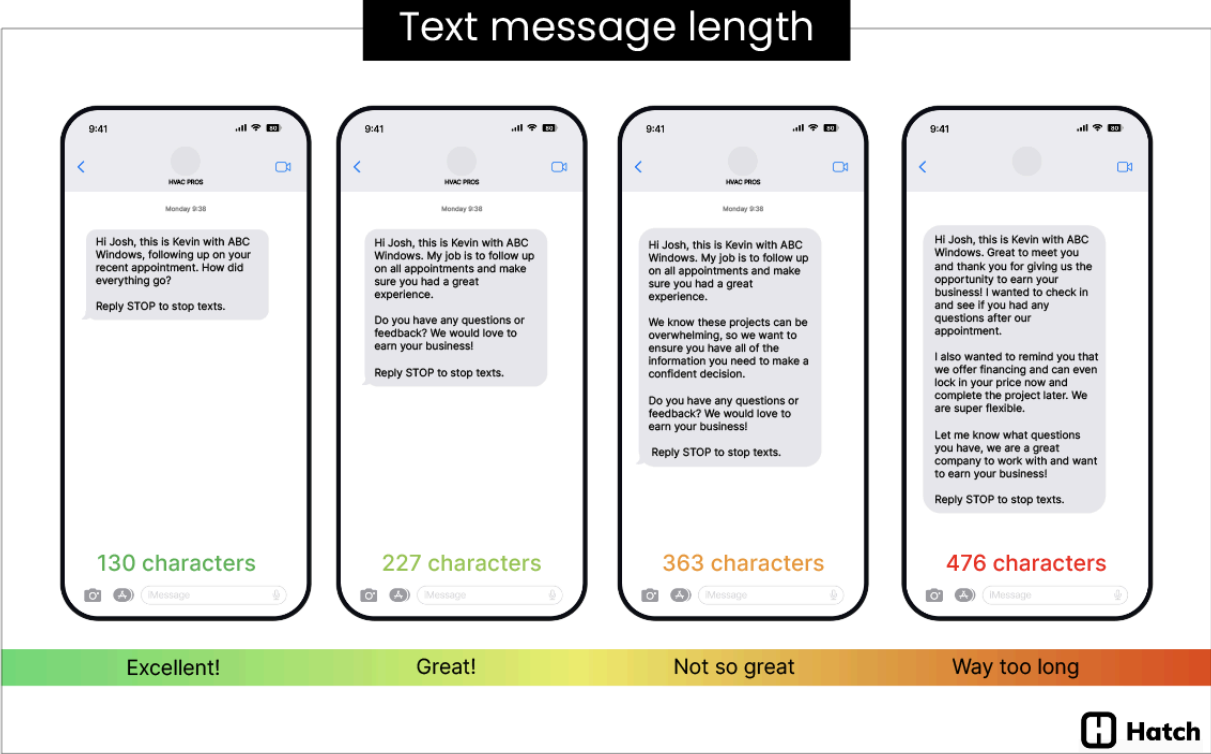 Text message length
9:41
80
HVAC PROS
Monday 9:38
Hi Josh, this is Kevin with ABC
Windows, following up on your
recent appointment. How did
everything go?
Reply STOP to stop texts.
130 characters
iMessage
9:41
80
HVAC PROS
Monday 9:38
Hi Josh, this is Kevin with ABC
Windows. My job is to follow up
on all appointments and make
sure you had a great
experience.
Do you have any questions or
feedback? We would love to
earn your business!
Reply STOP to stop texts.
227 characters
iMessage
9:41
80
HVAC PROS
Monday 9:38
Hi Josh, this is Kevin with ABC
Windows. My job is to follow up
on all appointments and make
sure you had a great
experience.
We know these projects can be
overwhelming, so we want to
ensure you have all of the
information you need to make a
confident decision.
Do you have any questions or
feedback? We would love to
earn your business!
Reply STOP to stop texts.
363 characters
iMessage
9:41
80
Hi Josh, this is Kevin with ABC
Windows. Great to meet you
and thank you for giving us the
opportunity to earn your
business! I wanted to check in
and see if you had any
questions after our
appointment.
I also wanted to remind you that
we offer financing and can even
lock in your price now and
complete the project later. We
are super flexible.
Let me know what questions
you have, we are a great
company to work with and want
to earn your business!
Reply STOP to stop texts.
476 characters
iMessage
Excellent!
Great!
Not so great
Way too long
Hatch